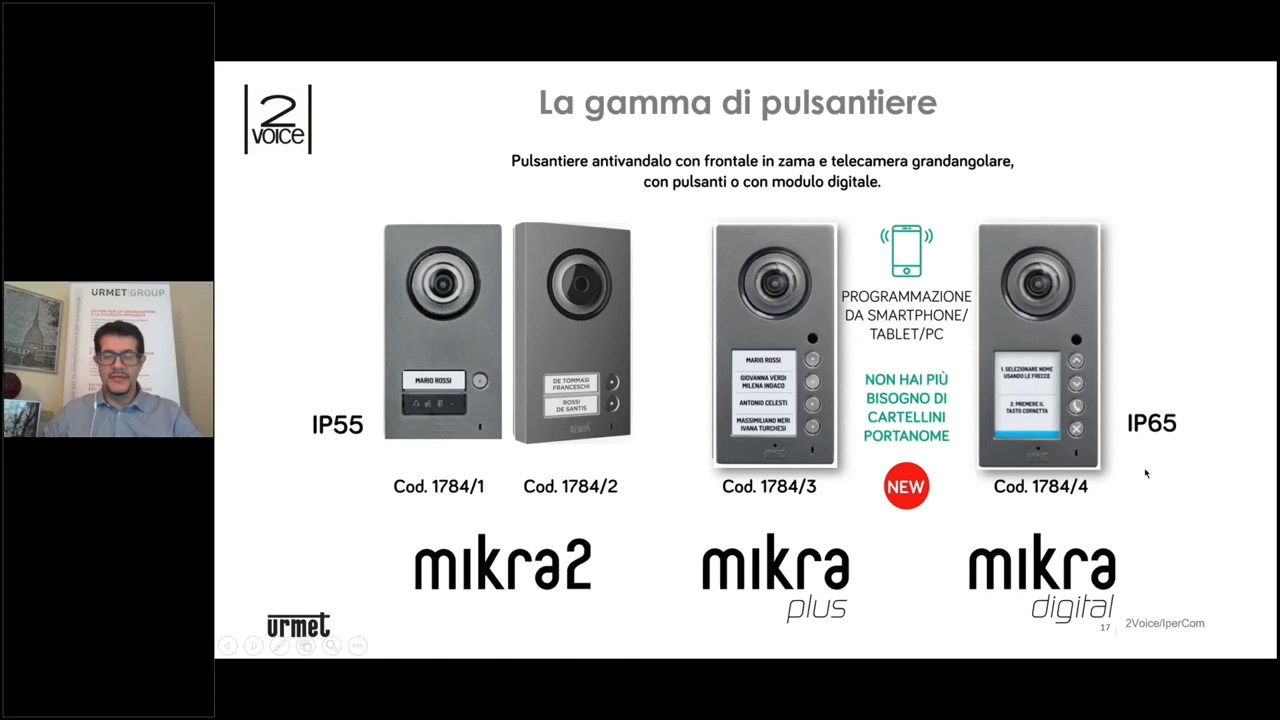 2
VOICE
La gamma di pulsantiere
Pulsantiere antivandalo con frontale in zama e telecamera grandangolare,
con pulsanti o con modulo digitale.
URMET|GROUP
MARIO ROSSI
DE TOMMASI
FRANCESCHI
ROSSI
DE SANTIS
urmet
MARIO ROSSI
GIOVANNA VERDI
MILENA INDACO
ANTONIO CELESTI
MASSIMILIANO NERI
IVANA TURCHESI
urmet
PROGRAMMAZIONE
DA SMARTPHONE/
TABLET/PC
NON HAI PIÙ
BISOGNO DI
CARTELLINI
PORTANOME
1. SELEZIONARE NOME
USANDO LE FRECCE
2. PREMERE IL
TASTO CORNETTA
urmet
IP55
IP65
Cod. 1784/1
Cod. 1784/2
Cod. 1784/3
NEW
Cod. 1784/4
mikra2
mikra
plus
mikra
digital
urmet
17
2Voice/IperCom